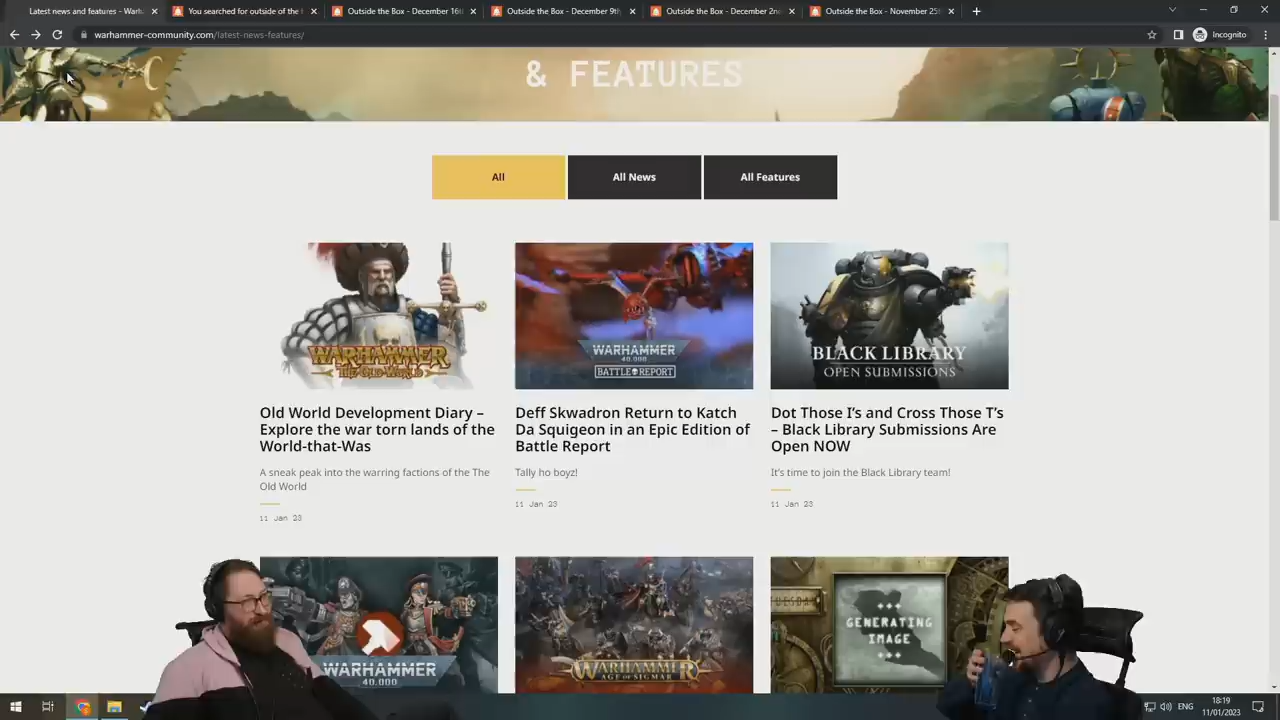 Latest news and features - Warh
You searched for outside of the
Outside the Box - December 16th
Outside the Box - December 9th
Outside the Box - December 2nd
Outside the Box - November 25th
warhammer-community.com/latest-news-features/
Incognito
& FEATURES
All
All News
All Features
WARHAMMER
THE OLD WORLD
WARHAMMER
40,000
BATTLE REPORT
BLACK LIBRARY
OPEN SUBMISSIONS
Old World Development Diary –
Explore the war torn lands of the
World-that-Was
Deff Skwadron Return to Katch
Da Squigeon in an Epic Edition of
Battle Report
Dot Those I's and Cross Those T's
– Black Library Submissions Are
Open NOW
A sneak peak into the warring factions of the The
Old World
Tally ho boyz!
It's time to join the Black Library team!
11 Jan 23
11 Jan 23
11 Jan 23
WARHAMMER
40,000
WARHAMMER
AGE OF SIGMAR
GENERATING
IMAGE
ENG
18:19
11/01/2023